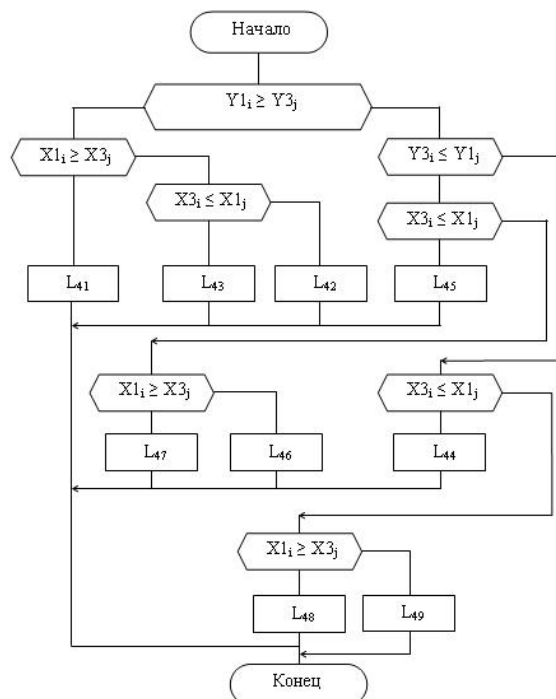 Начало
Y1i ≥ Y3j
X1i ≥ X3j
Y3i ≤ Y1j
X3i ≤ X1j
X3i ≤ X1j
L41
L43
L42
L45
X1i ≥ X3j
X3i ≤ X1j
L47
L46
L44
X1i ≥ X3j
L48
L49
Конец